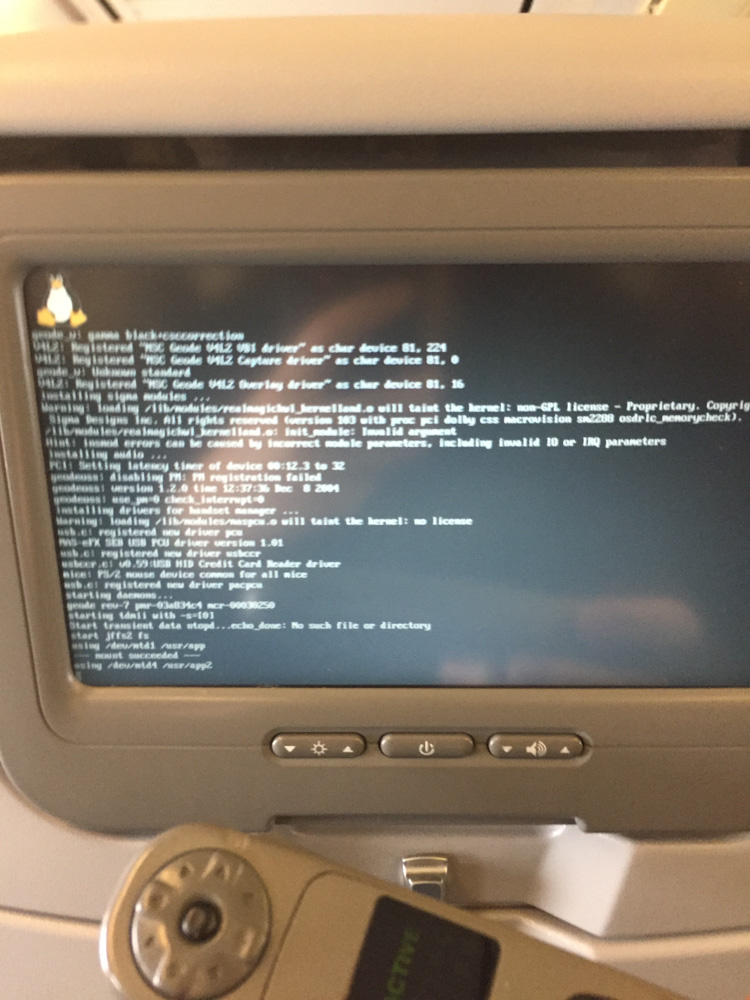 geode_v: gamma black+csccorrection
V4L2: Registered "NSC Geode V4L2 VBI driver" as char device 81, 224
V4L2: Registered "NSC Geode V4L2 Capture driver" as char device 81, 0
geode_v: Unknown standard
V4L2: Registered "NSC Geode V4L2 Overlay driver" as char device 81, 16
installing sigma modules ...
Warning: loading /lib/modules/realmagichwl_kernelland.o will taint the kernel: non-GPL license - Proprietary. Copyrig
Sigma Designs Inc. All rights reserved (version 103 with proc pci dolby css macrovision sm2288 osdrlc_memorycheck).
/lib/modules/realmagichwl_kernelland.o: init_module: Invalid argument
Hint: insmod errors can be caused by incorrect module parameters, including invalid IO or IRQ parameters
installing audio ...
PCI: Setting latency timer of device 00:12.3 to 32
geodeoss: disabling PM: PM registration failed
geodeoss: version 1.2.0 time 12:37:36 Dec 8 2004
geodeoss: use_pm=0 check_interrupt=0
installing drivers for handset manager ...
Warning: loading /lib/modules/maspcu.o will taint the kernel: no license
usb.c: registered new driver pcu
MAS-eFX SEB USB PCU driver version 1.01
usb.c: registered new driver usbccr
usbccr.c: v0.59:USB HID Credit Card Reader driver
mice: PS/2 mouse device common for all mice
usb.c: registered new driver pacpcu
starting daemons...
geode rev-7 pmr-03a834c4 mcr-00030250
starting tdmii with -s=[0]
Start transient data ntopd...echo_done: No such file or directory
start jffs2 fs
using /dev/mtd1 /usr/app
--- mount succeeded ---
using /dev/mtd4 /usr/app2
CTIVE